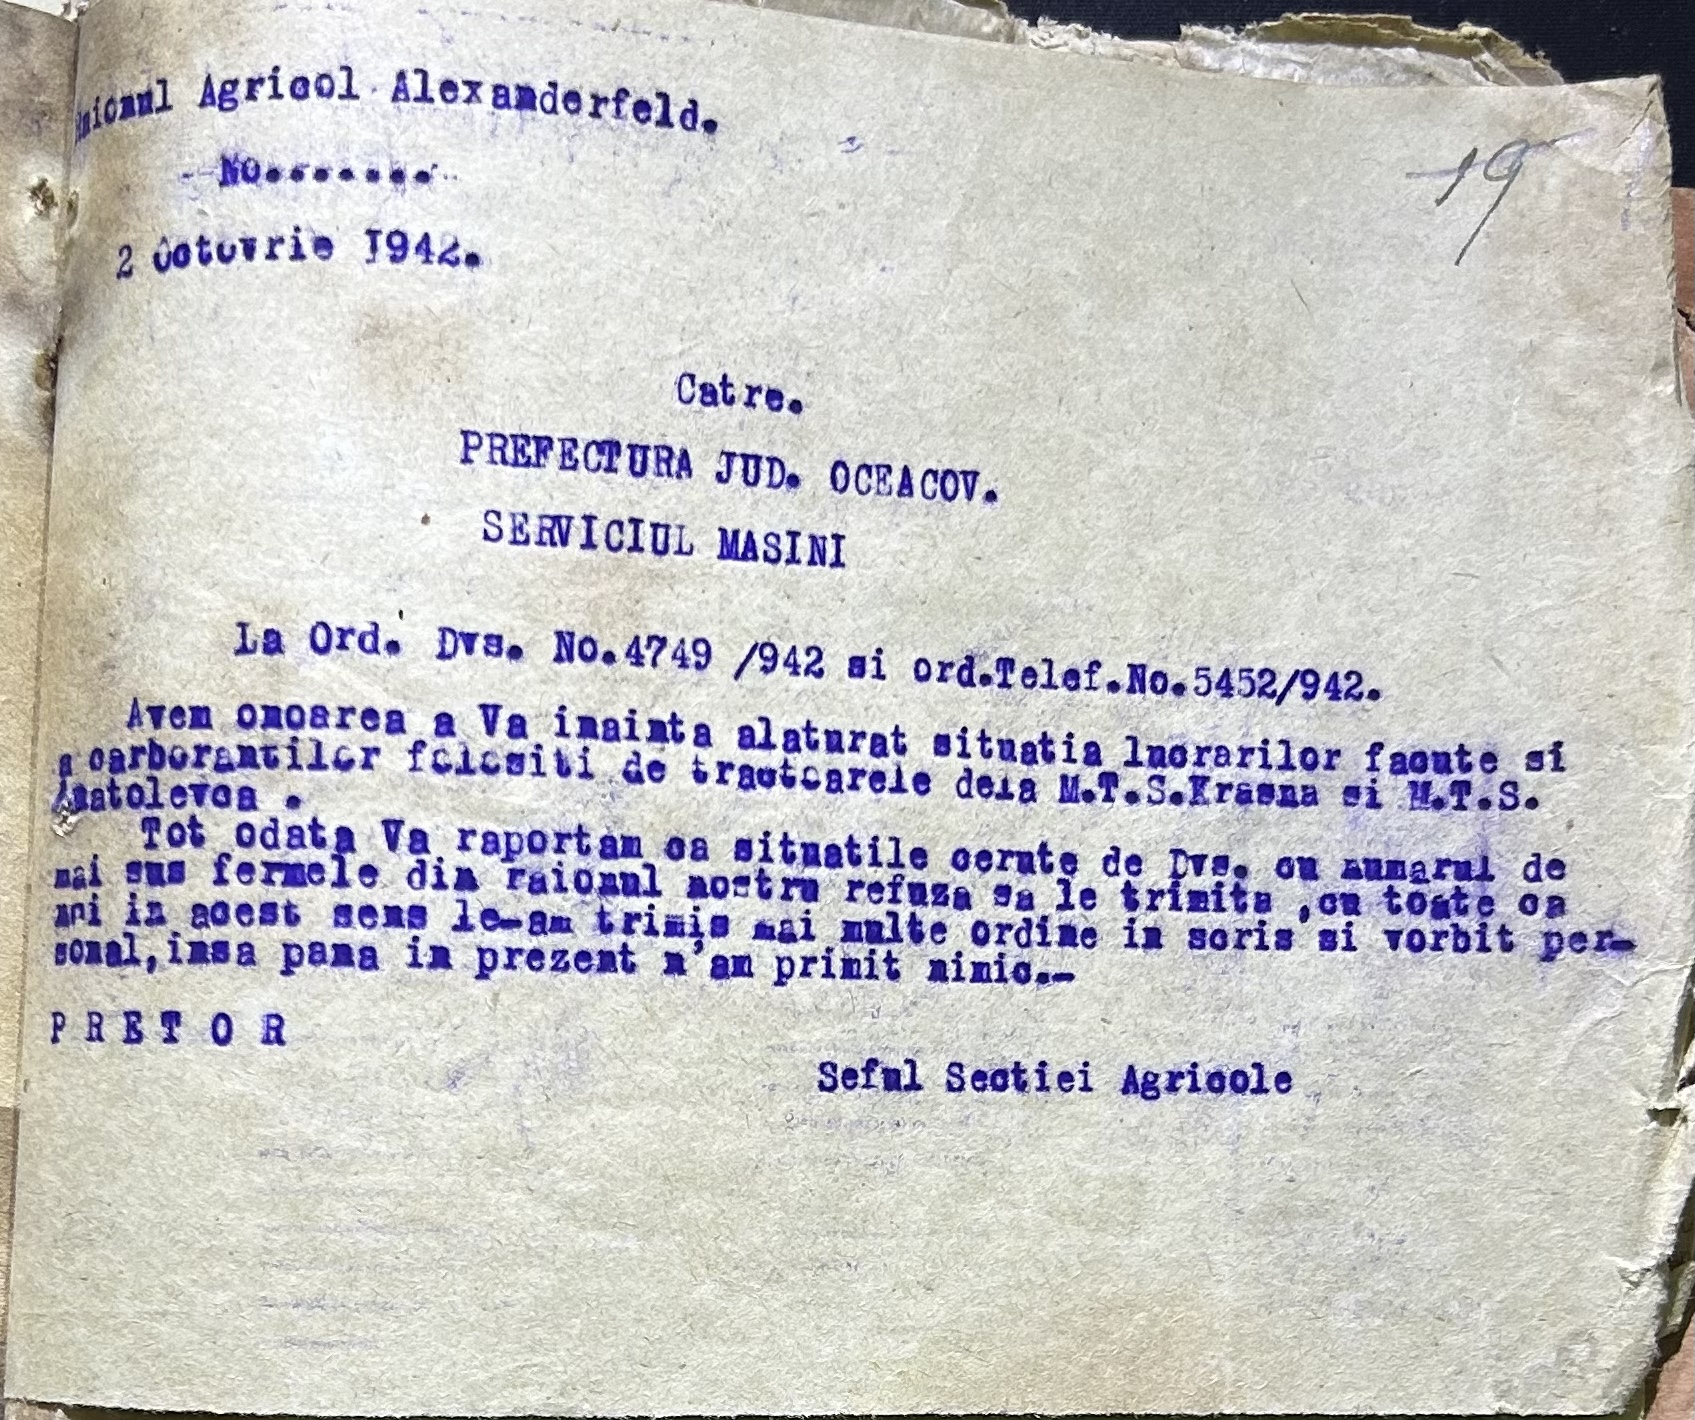 Raionul Agricol Alexanderfeld.
No.......
19
2 Octovrie 1942.
Catre.
PREFECTURA JUD. OCEACOV.
SERVICIUL MASINI
La Ord. Dvs. No.4749 /942 si ord.Telef.No.5452/942.
Avem onoarea a Va inainta alaturat situatia lucrarilor facute si
a carborantilor folositi de tractoarele dela M.T.S.Krasna si M.T.S.
Anatolevca .
Tot odata Va raportam ca situatile cerute de Dvs. cu numarul de
mai sus fermele din raionul nostru refuza sa le trimita ,cu toate ca
noi in acest sens le-am trimis mai multe ordine in scris si vorbit per-
sonal,insa pana in prezent n'am primit nimic.-
P R E T O R
Seful Sectiei Agricole